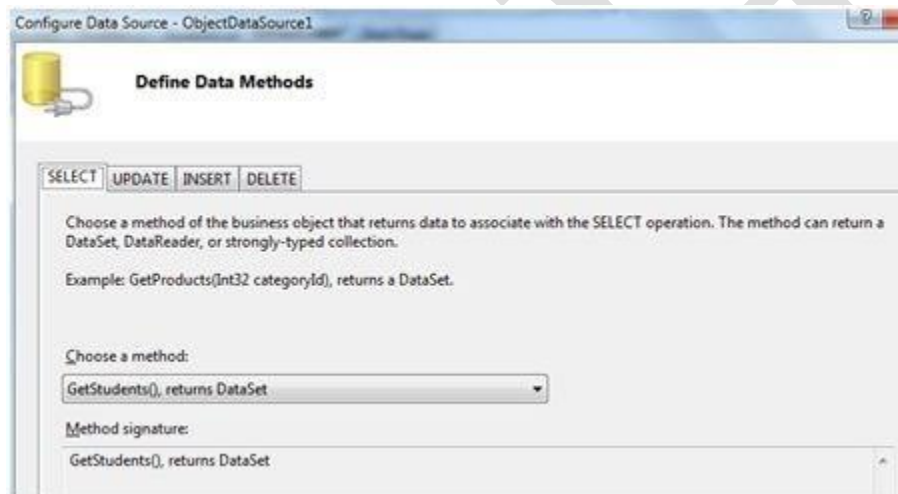 Configure Data Source - ObjectDataSource1
Define Data Methods
SELECT UPDATE INSERT DELETE
Choose a method of the business object that returns data to associate with the SELECT operation. The method can return a
DataSet, DataReader, or strongly-typed collection.
Example: GetProducts(Int32 categoryId), returns a DataSet.
Choose a method:
GetStudents(), returns DataSet
Method signature:
GetStudents(), returns DataSet